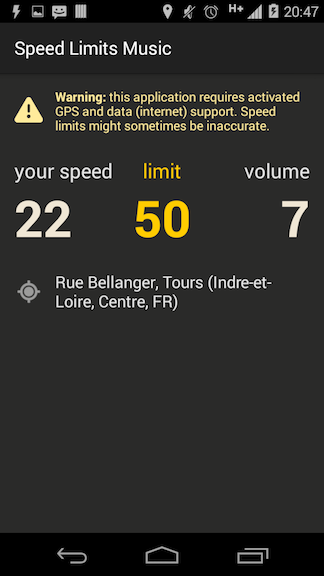 H+ 20:47
Speed Limits Music
Warning: this application requires activated
GPS and data (internet) support. Speed
limits might sometimes be inaccurate.
your speed limit volume
22 50 7
Rue Bellanger, Tours (Indre-et-
Loire, Centre, FR)